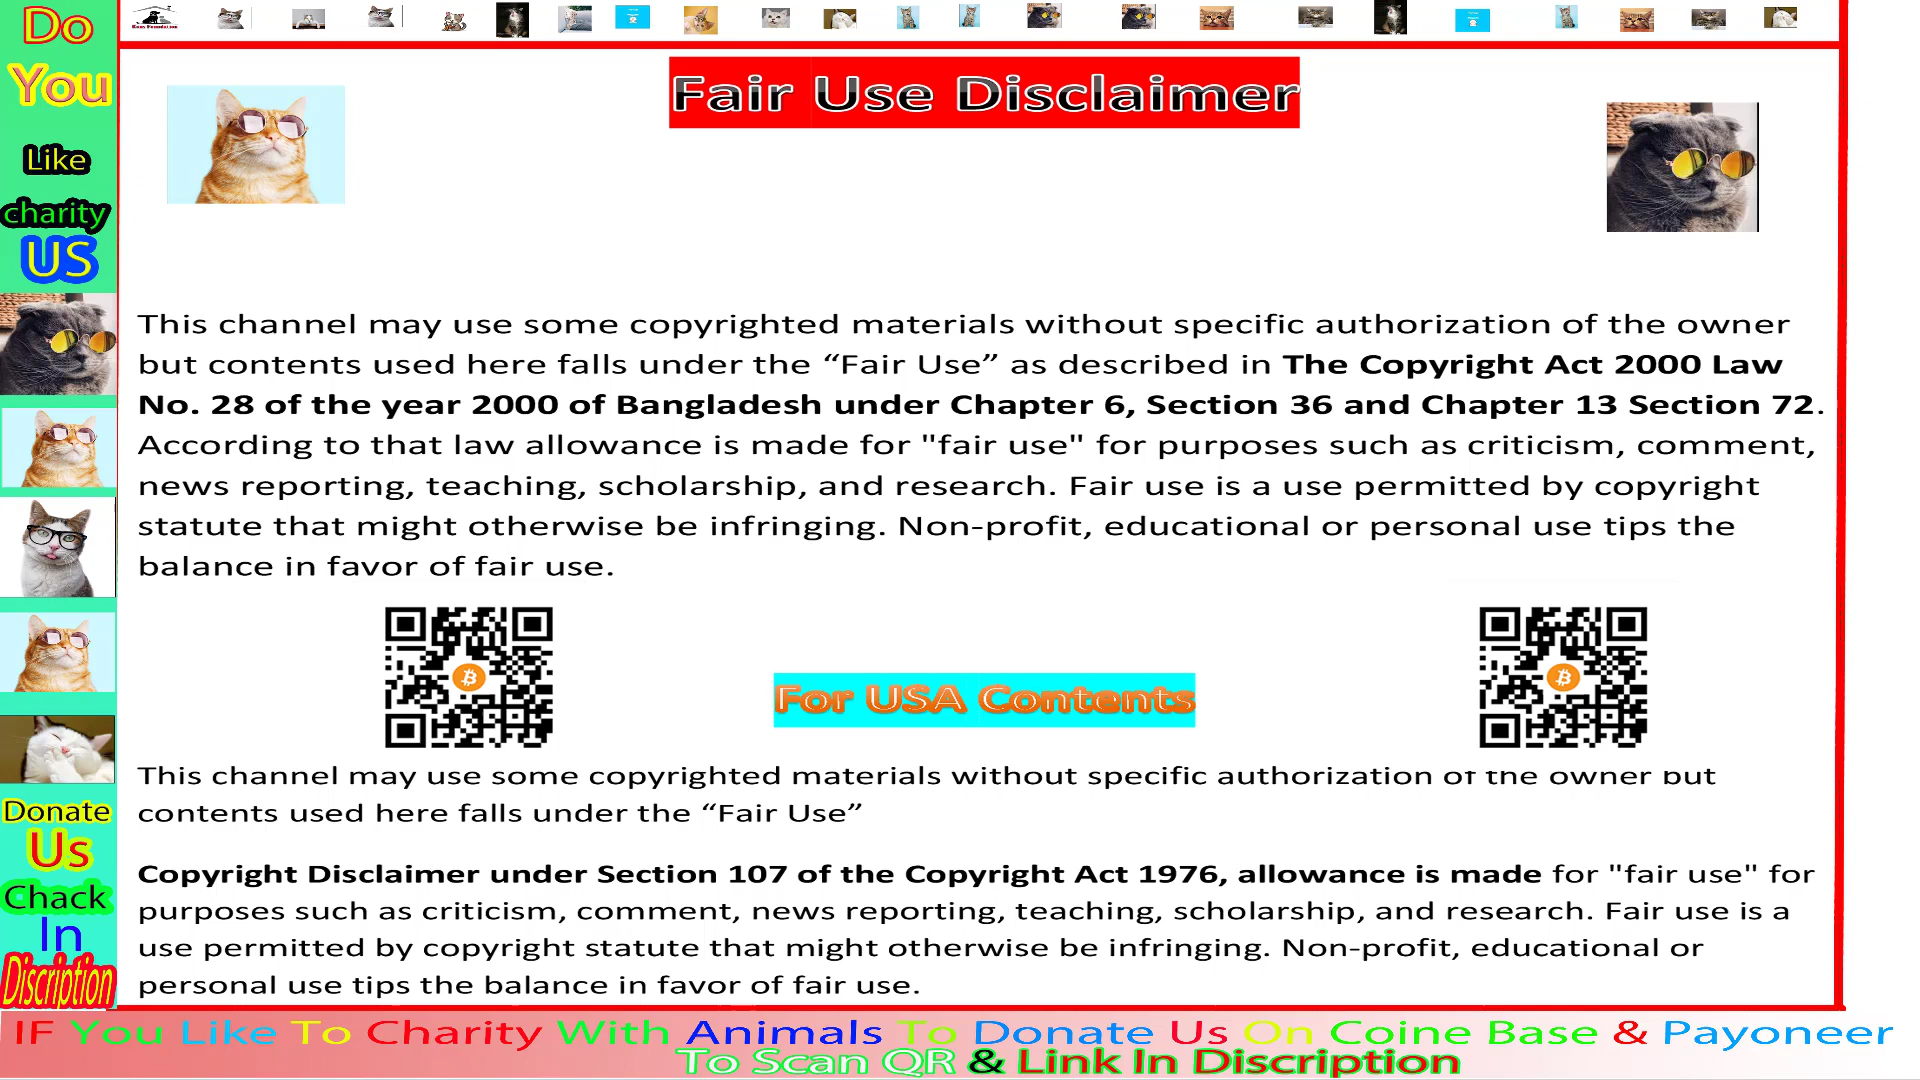 Do
You
Like
charity
US
Donate
Us
Chack
In
Discription
Fair Use Disclaimer
This channel may use some copyrighted materials without specific authorization of the owner
but contents used here falls under the “Fair Use” as described in The Copyright Act 2000 Law
No. 28 of the year 2000 of Bangladesh under Chapter 6, Section 36 and Chapter 13 Section 72.
According to that law allowance is made for "fair use" for purposes such as criticism, comment,
news reporting, teaching, scholarship, and research. Fair use is a use permitted by copyright
statute that might otherwise be infringing. Non-profit, educational or personal use tips the
balance in favor of fair use.
For USA Contents
This channel may use some copyrighted materials without specific authorization of the owner but
contents used here falls under the “Fair Use”
Copyright Disclaimer under Section 107 of the Copyright Act 1976, allowance is made for "fair use" for
purposes such as criticism, comment, news reporting, teaching, scholarship, and research. Fair use is a
use permitted by copyright statute that might otherwise be infringing. Non-profit, educational or
personal use tips the balance in favor of fair use.
IF You Like To Charity With Animals To Donate Us On Coine Base & Payoneer
To Scan QR & Link In Discription